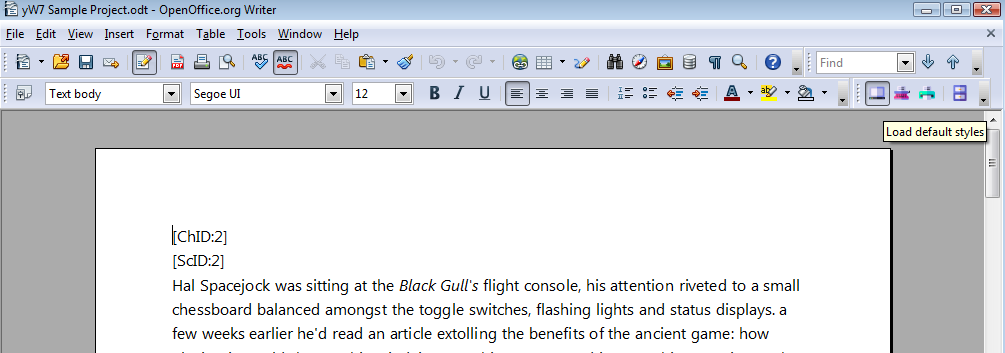 yW7 Sample Project.odt - OpenOffice.org Writer
File Edit View Insert Format Table Tools Window Help
ABC ABC Find
Text body Segoe UI 12 B I U A
Load default styles
[ChID:2]
[ScID:2]
Hal Spacejock was sitting at the Black Gull's flight console, his attention riveted to a small
chessboard balanced amongst the toggle switches, flashing lights and status displays. a
few weeks earlier he'd read an article extolling the benefits of the ancient game: how